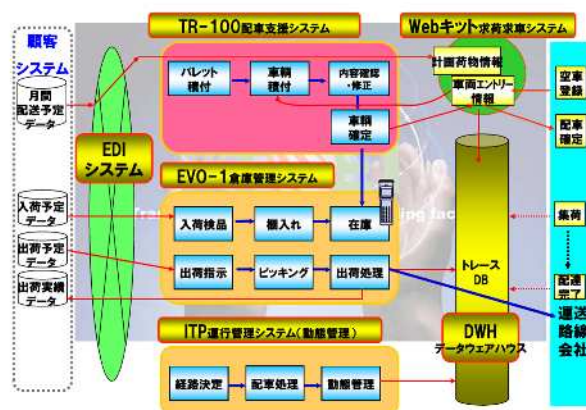 TR-100配車支援システム
Webキット求荷求車システム
顧客
システム
月間
配送予定
データ
パレット
積付
車輌
積付
内容確認
・修正
車輌
確定
計画荷物情報
車両エントリー
情報
空車
登録
配車
確定
EDI
システム
EVO-1倉庫管理システム
入荷予定
データ
出荷予定
データ
出荷実績
データ
入荷検品
棚入れ
在庫
出荷指示
ピッキング
出荷処理
トレース
DB
集荷
配達
完了
運送
路線
会社
DWH
データウェアハウス
ITP運行管理システム(動態管理)
経路決定
配車処理
動態管理